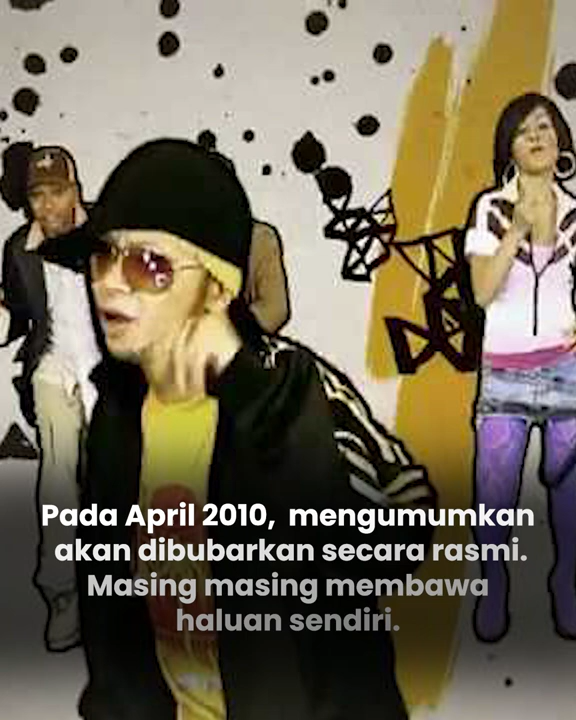 Pada April 2010,  mengumumkan
akan dibubarkan secara rasmi.
Masing masing membawa
haluan sendiri.